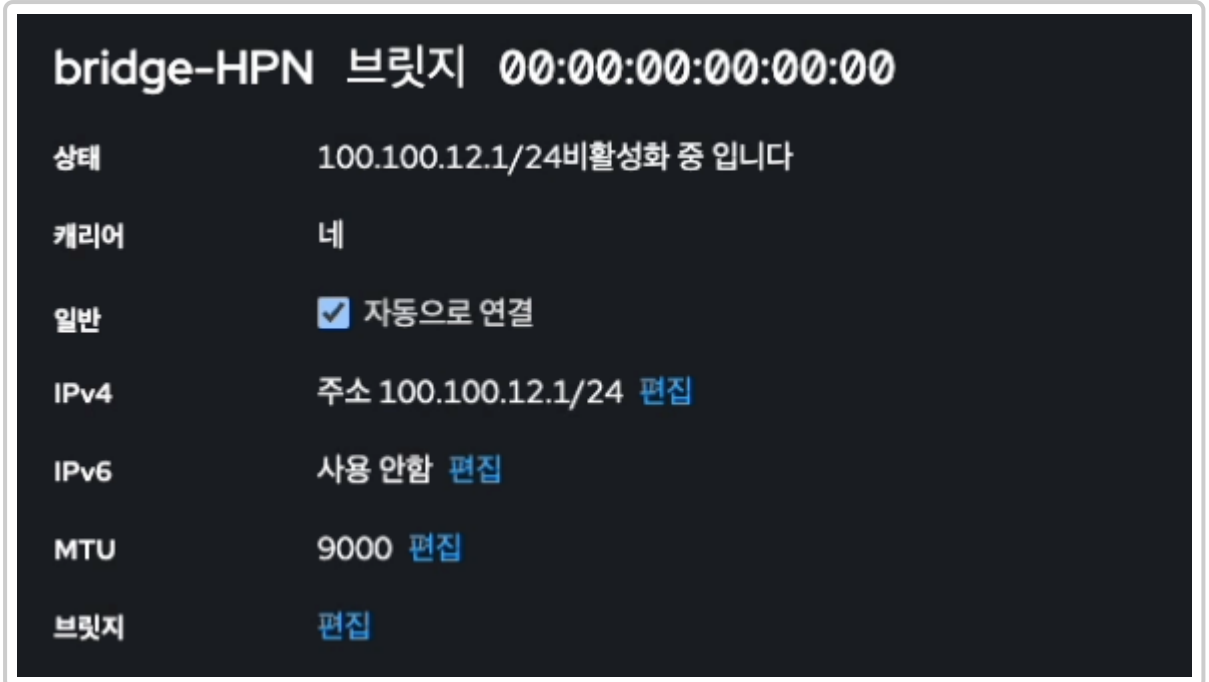 bridge-HPN 브릿지 00:00:00:00:00:00
상태 100.100.12.1/24비활성화 중 입니다
캐리어 네
일반 자동으로 연결
IPv4 주소 100.100.12.1/24 편집
IPv6 사용 안함 편집
MTU 9000 편집
브릿지 편집